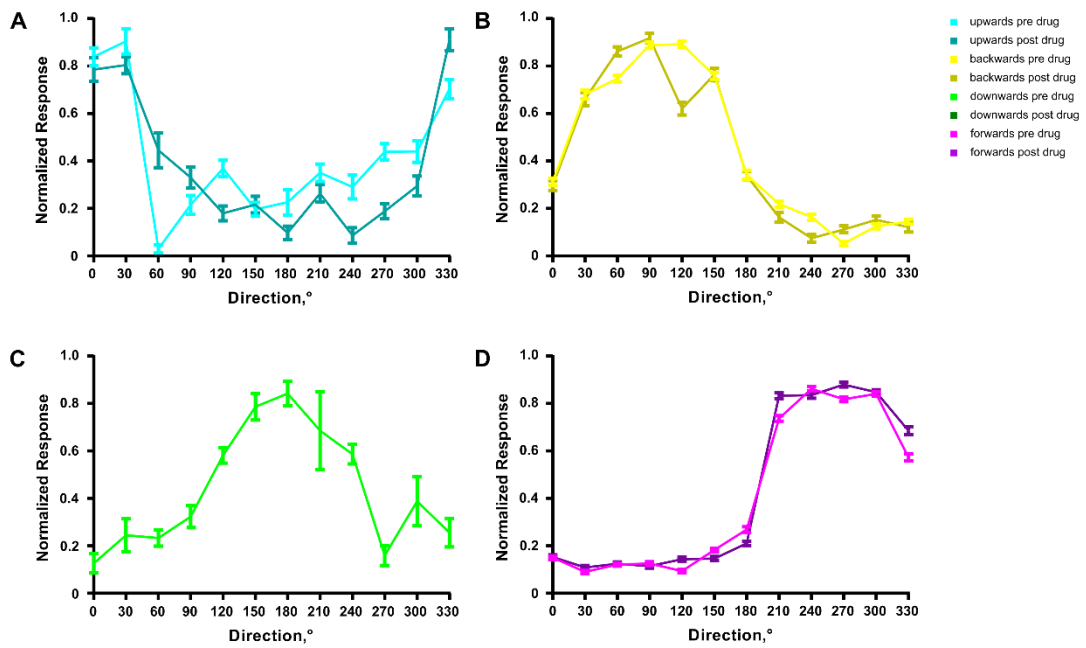 A
Normalized Response
1.0
0.8
0.6
0.4
0.2
0
0 30 60 90 120 150 180 210 240 270 300 330
Direction,°
B
Normalized Response
1.0
0.8
0.6
0.4
0.2
0
0 30 60 90 120 150 180 210 240 270 300 330
Direction,°
upwards pre drug
upwards post drug
backwards pre drug
backwards post drug
downwards pre drug
downwards post drug
forwards pre drug
forwards post drug
C
Normalized Response
1.0
0.8
0.6
0.4
0.2
0
0 30 60 90 120 150 180 210 240 270 300 330
Direction,°
D
Normalized Response
1.0
0.8
0.6
0.4
0.2
0
0 30 60 90 120 150 180 210 240 270 300 330
Direction,°